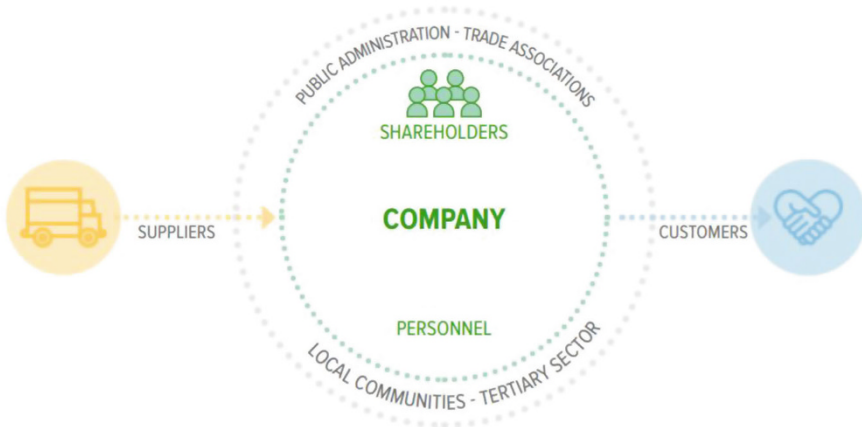 PUBLIC ADMINISTRATION - TRADE ASSOCIATIONS
SHAREHOLDERS
COMPANY
SUPPLIERS
CUSTOMERS
PERSONNEL
LOCAL COMMUNITIES - TERTIARY SECTOR